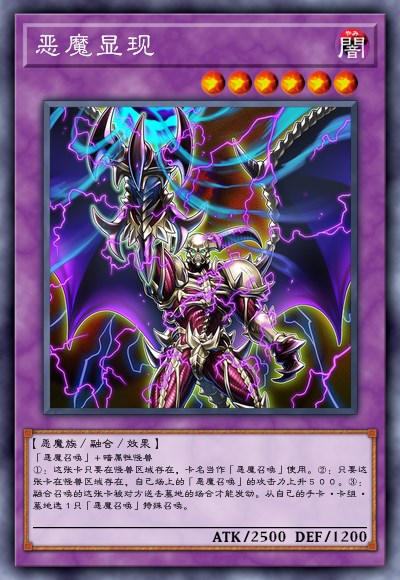 恶魔显现
やみ
闇
【恶魔族／融合／效果】
「恶魔召唤」＋暗属性怪兽
①：这张卡只要在怪兽区域存在，卡名当作「恶魔召唤」使用。②：只要这
张卡在怪兽区域存在，自己场上的「恶魔召唤」的攻击力上升５００。③：
融合召唤的这张卡被对方送去墓地的场合才能发动。从自己的手卡·卡组·
墓地选１只「恶魔召唤」特殊召唤。
ATK/2500 DEF/1200